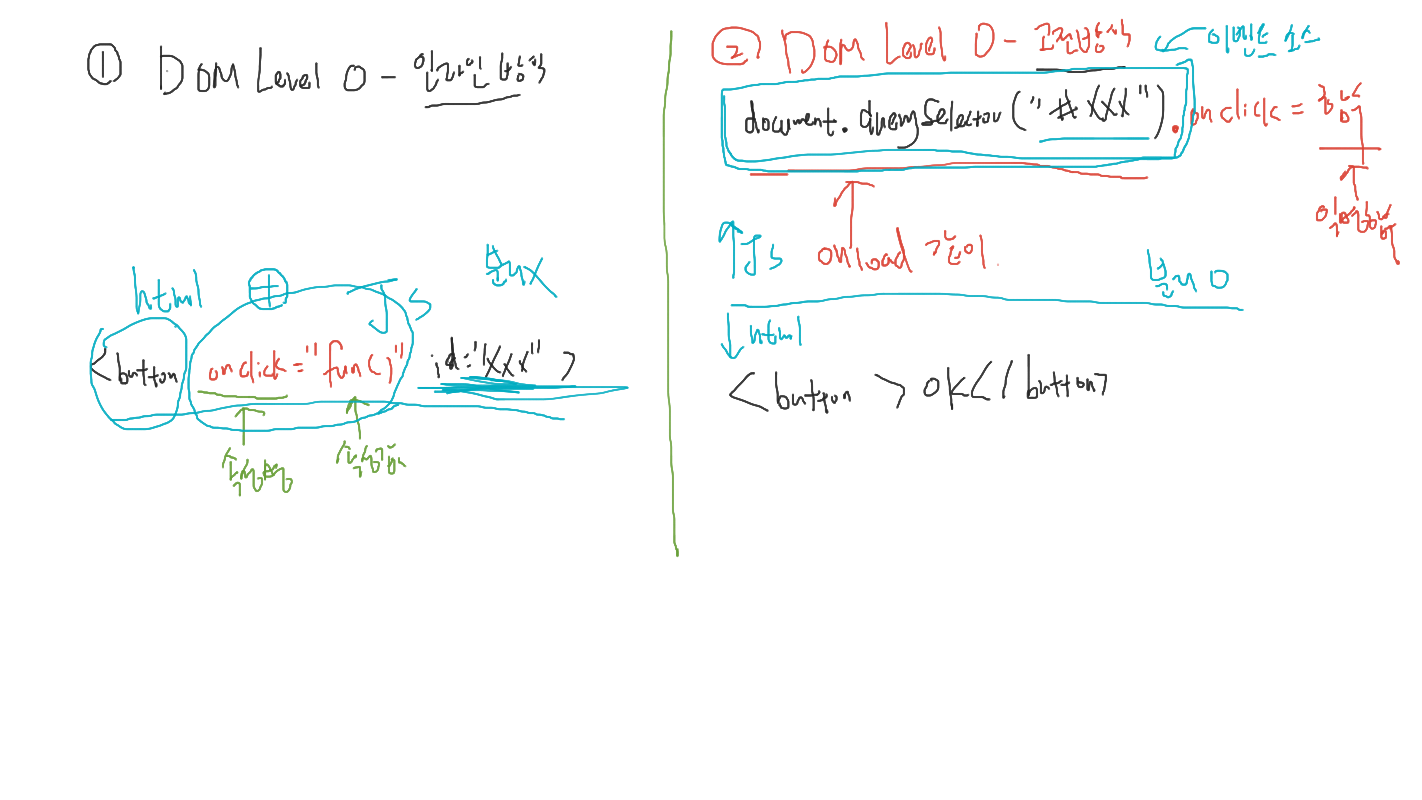 ① DOM Level 0 - 인라인 방식
html ⊕ JS 분리X
<button onclick="fun()" id="xxx" >
속성명 속성값
② DOM Level 0 - 고전방식 이벤트 소스
document.querySelector("#XXX").onclick = 함수
익명함수
JS onload 같이 분리 O
html
<button > ok</button>